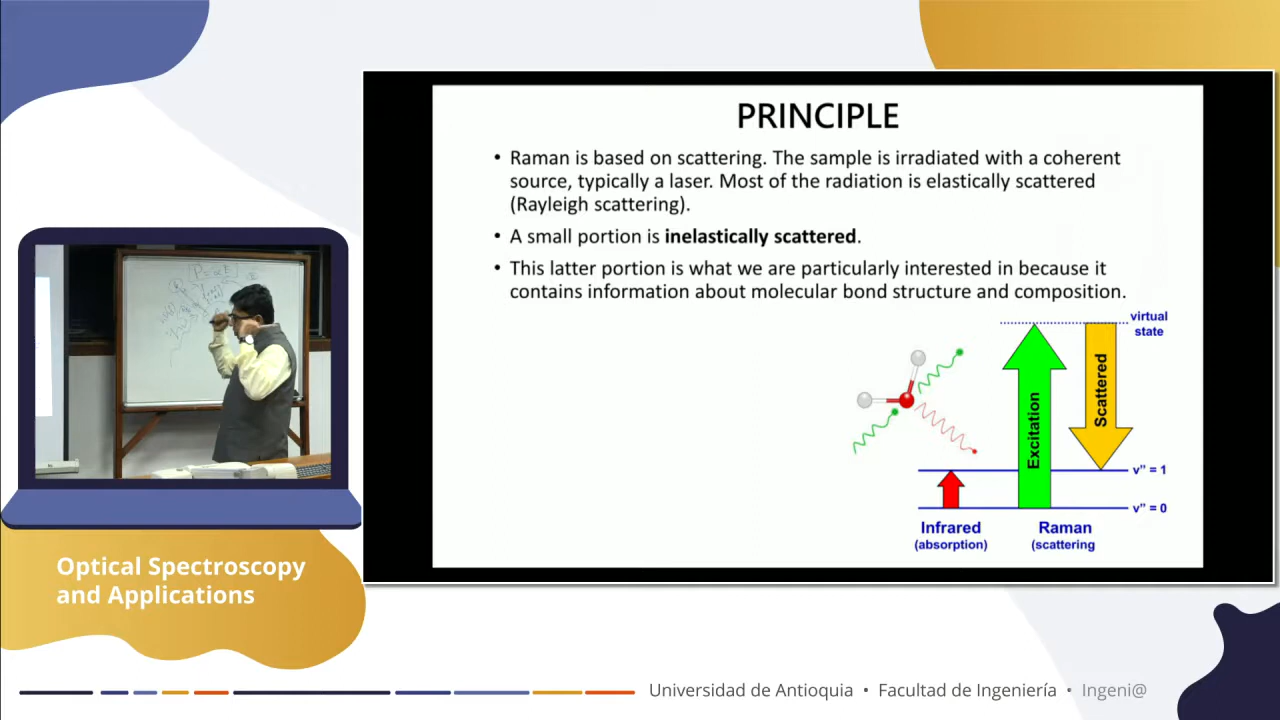 PRINCIPLE
• Raman is based on scattering. The sample is irradiated with a coherent
source, typically a laser. Most of the radiation is elastically scattered
(Rayleigh scattering).
• A small portion is inelastically scattered.
• This latter portion is what we are particularly interested in because it
contains information about molecular bond structure and composition.
virtual
state
Excitation
Scattered
v" = 1
v" = 0
Infrared
(absorption)
Raman
(scattering
Optical Spectroscopy
and Applications
Universidad de Antioquia • Facultad de Ingeniería • Ingeni@